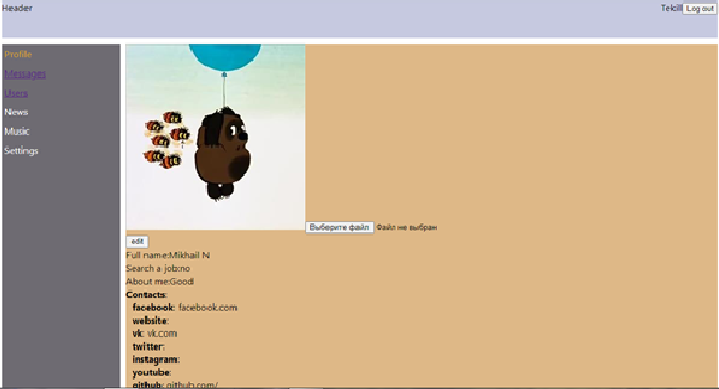 Header
Tekill Log out
Profile
Messages
Users
News
Music
Settings
Выберите файл Файл не выбран
edit
Full name:Mikhail N
Search a job:no
About me:Good
Contacts:
facebook: facebook.com
website:
vk: vk.com
twitter:
instagram:
youtube:
github: github.com/